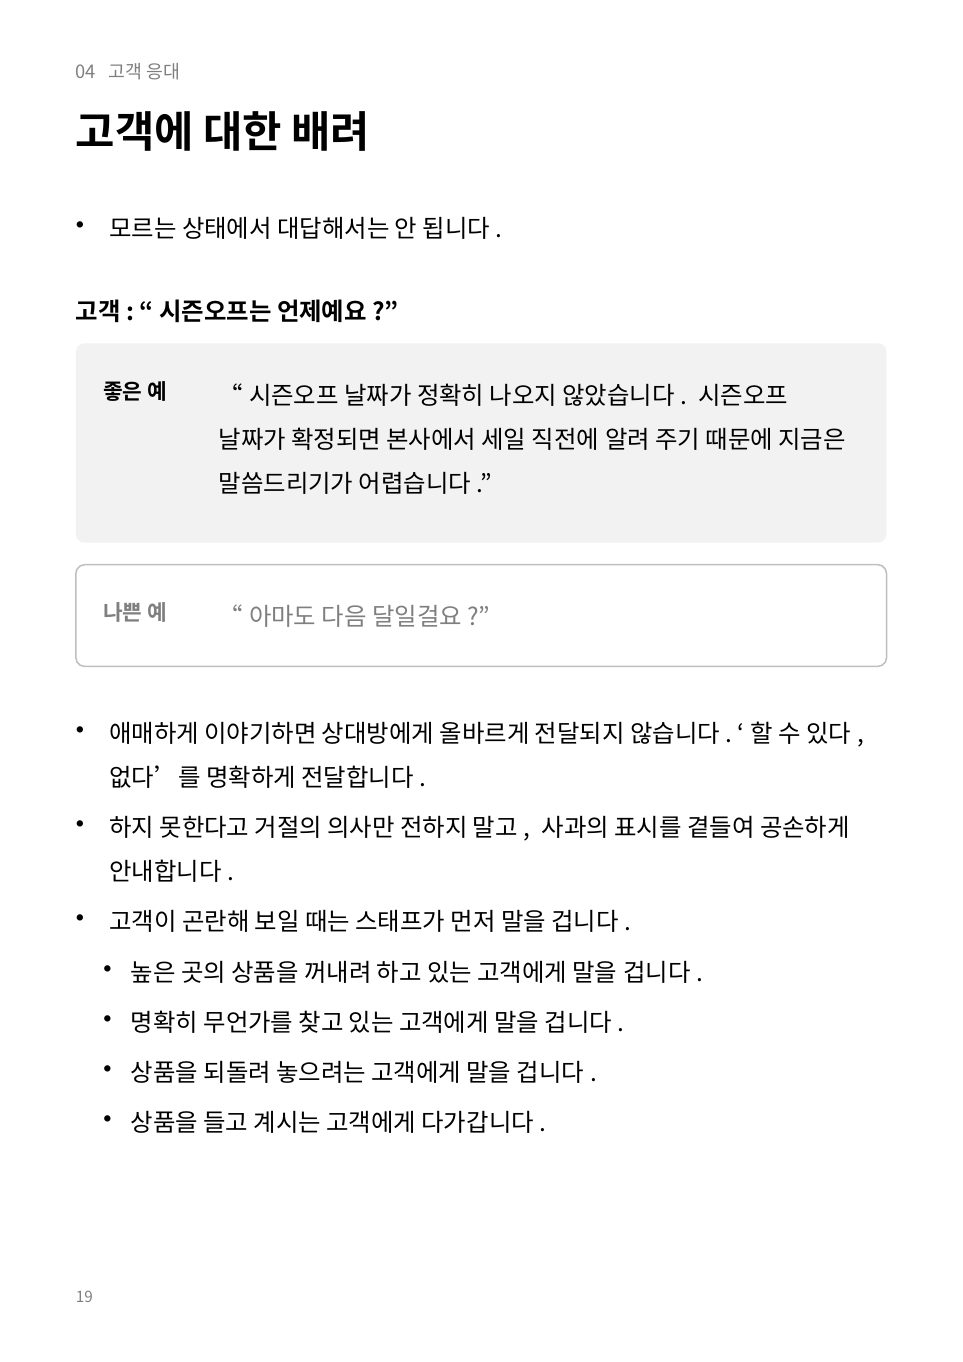 04 고객 응대
고객에 대한 배려
• 모르는 상태에서 대답해서는 안 됩니다 .
고객 : “ 시즌오프는 언제예요 ?”
좋은 예 “ 시즌오프 날짜가 정확히 나오지 않았습니다 . 시즌오프
날짜가 확정되면 본사에서 세일 직전에 알려 주기 때문에 지금은
말씀드리기가 어렵습니다 .”
나쁜 예 “ 아마도 다음 달일걸요 ?”
• 애매하게 이야기하면 상대방에게 올바르게 전달되지 않습니다 . ‘ 할 수 있다 ,
없다’ 를 명확하게 전달합니다 .
• 하지 못한다고 거절의 의사만 전하지 말고 , 사과의 표시를 곁들여 공손하게
안내합니다 .
• 고객이 곤란해 보일 때는 스태프가 먼저 말을 겁니다 .
• 높은 곳의 상품을 꺼내려 하고 있는 고객에게 말을 겁니다 .
• 명확히 무언가를 찾고 있는 고객에게 말을 겁니다 .
• 상품을 되돌려 놓으려는 고객에게 말을 겁니다 .
• 상품을 들고 계시는 고객에게 다가갑니다 .
19